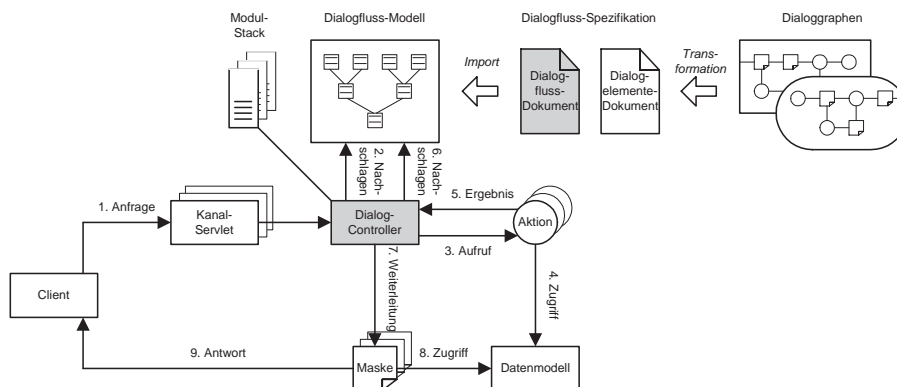 Modul-
Stack
Dialogfluss-Modell
Dialogfluss-Spezifikation
Dialoggraphen
Import
Dialog-
fluss-
Dokument
Dialog-
elemente-
Dokument
Trans-
formation
2. Nach-
schlagen
6. Nach-
schlagen
1. Anfrage
Kanal-
Servlet
Dialog-
Controller
5. Ergebnis
3. Aufruf
Aktion
7. Weiterleitung
4. Zugriff
Client
9. Antwort
Maske
8. Zugriff
Datenmodell